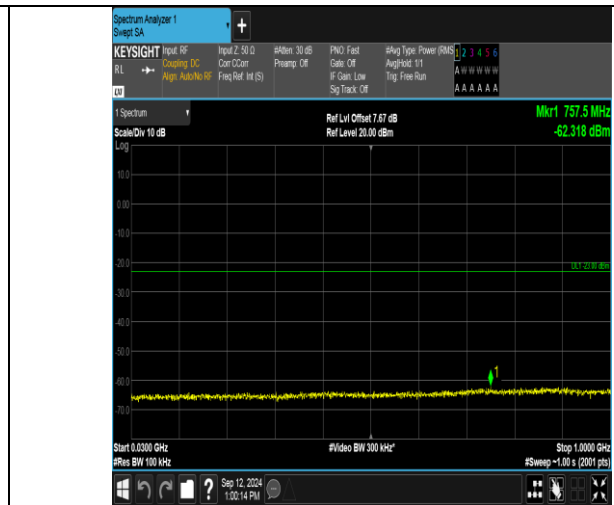 Spectrum Analyzer 1
Swept SA
+
KEYSIGHT Input: RF Input Z: 50 Ω #Atten: 30 dB PNO: Fast #Avg Type: Power (RMS 1 2 3 4 5 6
RL Coupling: DC Corr CCorr Preamp: Off Gate: Off Avg|Hold: 1/1 A W W W W W
Align: Auto/No RF Freq Ref: Int (S) IF Gain: Low Trig: Free Run
LXI Sig Track: Off A A A A A A
1 Spectrum Ref Lvl Offset 7.67 dB Mkr1 757.5 MHz
Scale/Div 10 dB Ref Level 20.00 dBm -62.318 dBm
Log
10.0
0.00
-10.0
-20.0
DL1 -23.00 dBm
-30.0
-40.0
-50.0
1
-60.0
-70.0
Start 0.0300 GHz #Video BW 300 kHz* Stop 1.0000 GHz
#Res BW 100 kHz #Sweep ~1.00 s (2001 pts)
? Sep 12, 2024
1:00:14 PM